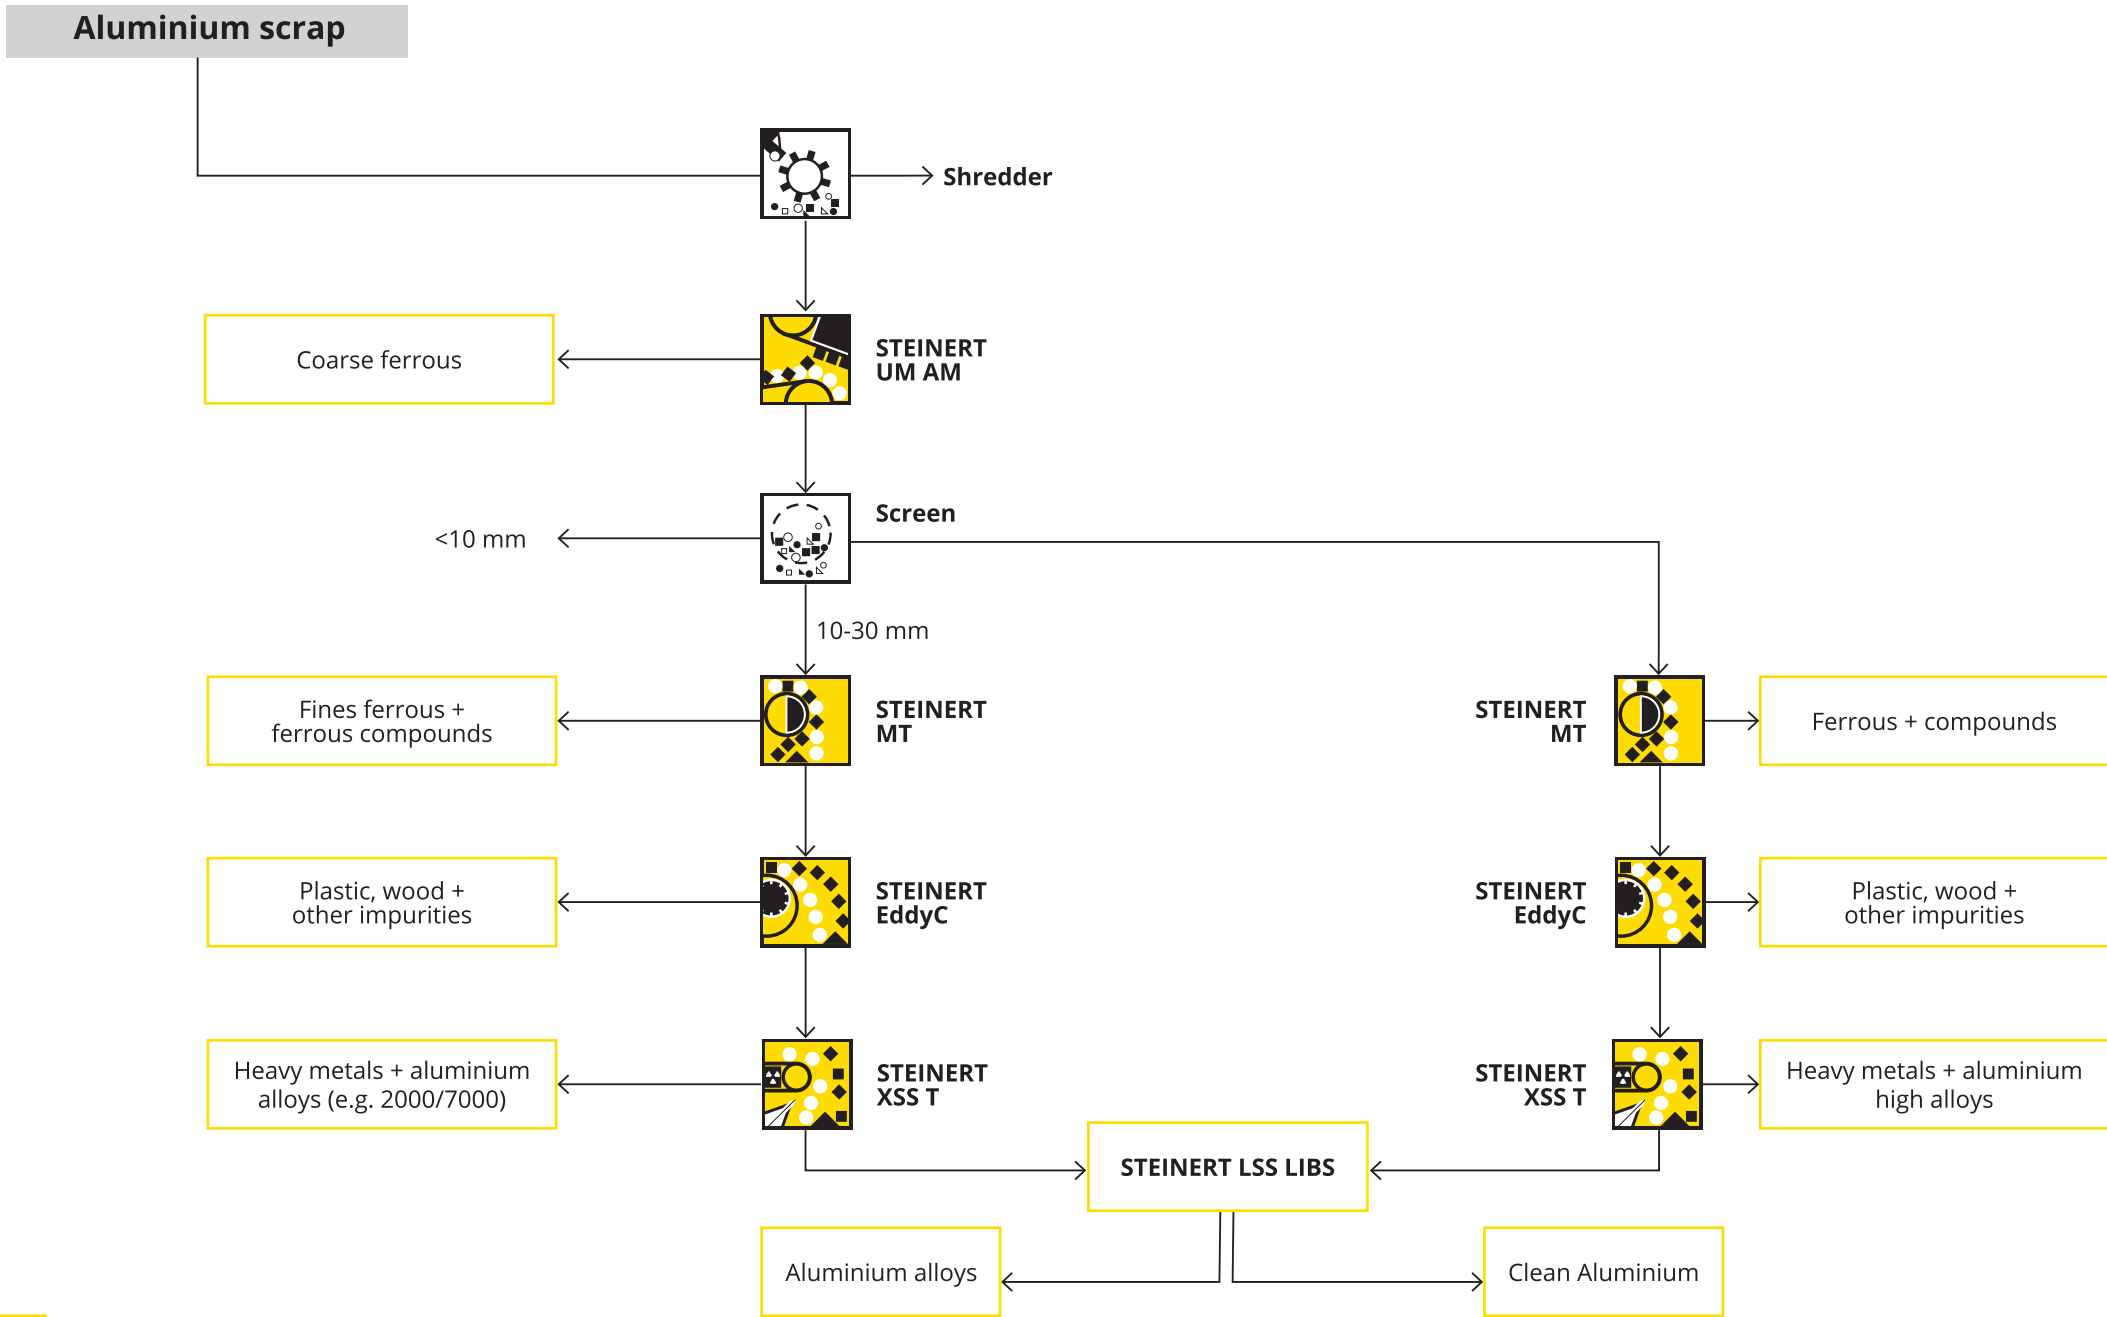 Aluminium scrap
Shredder
Coarse ferrous
STEINERT
UM AM
Screen
<10 mm
10-30 mm
Fines ferrous +
ferrous compounds
STEINERT
MT
STEINERT
MT
Ferrous + compounds
Plastic, wood +
other impurities
STEINERT
EddyC
STEINERT
EddyC
Plastic, wood +
other impurities
Heavy metals + aluminium
alloys (e.g. 2000/7000)
STEINERT
XSS T
STEINERT
XSS T
Heavy metals + aluminium
high alloys
STEINERT LSS LIBS
Aluminium alloys
Clean Aluminium